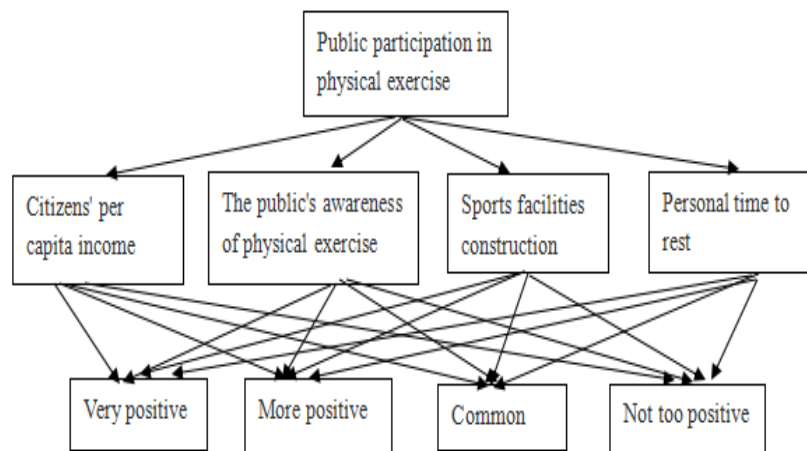 Public participation in
physical exercise
Citizens' per
capita income
The public's awareness
of physical exercise
Sports facilities
construction
Personal time to
rest
Very positive
More positive
Common
Not too positive